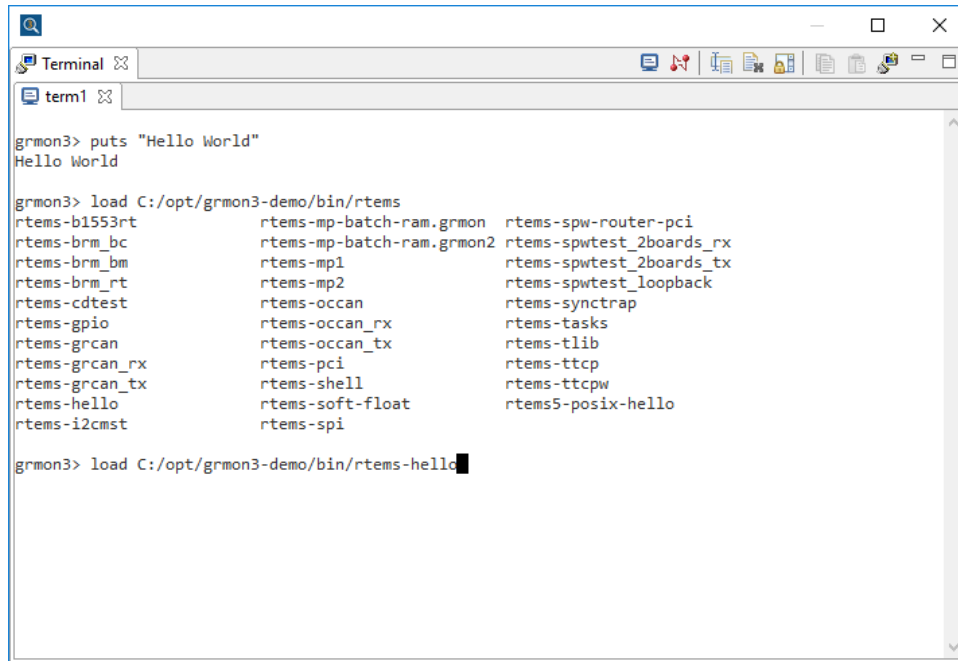 Terminal
term1
grmon3> puts "Hello World"
Hello World
grmon3> load C:/opt/grmon3-demo/bin/rtems
rtems-b1553rt rtems-mp-batch-ram.grmon rtems-spw-router-pci
rtems-brm_bc rtems-mp-batch-ram.grmon2 rtems-spwtest_2boards_rx
rtems-brm_bm rtems-mp1 rtems-spwtest_2boards_tx
rtems-brm_rt rtems-mp2 rtems-spwtest_loopback
rtems-cdtest rtems-occan rtems-synctrap
rtems-gpio rtems-occan_rx rtems-tasks
rtems-grcan rtems-occan_tx rtems-tlib
rtems-grcan_rx rtems-pci rtems-ttcp
rtems-grcan_tx rtems-shell rtems-ttcpw
rtems-hello rtems-soft-float rtems5-posix-hello
rtems-i2cmst rtems-spi
grmon3> load C:/opt/grmon3-demo/bin/rtems-hello